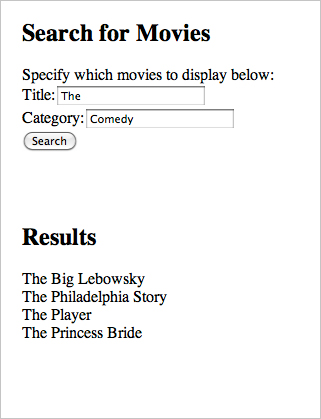 Search for Movies
Specify which movies to display below:
Title: The
Category: Comedy
Search
Results
The Big Lebowsky
The Philadelphia Story
The Player
The Princess Bride